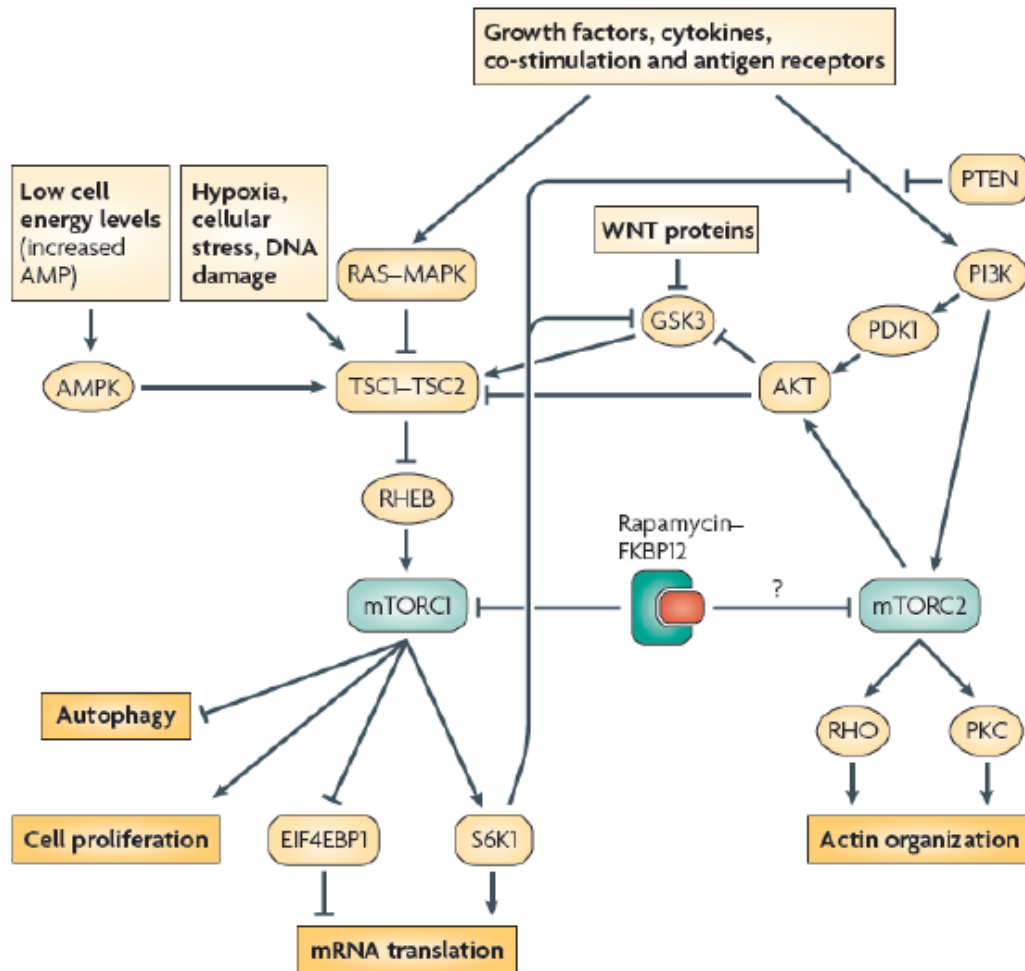 Growth factors, cytokines,
co-stimulation and antigen receptors
Low cell
energy levels
(increased
AMP)
Hypoxia,
cellular
stress, DNA
damage
PTEN
WNT proteins
RAS–MAPK
PI3K
GSK3
PDK1
AMPK
TSC1–TSC2
AKT
RHEB
Rapamycin–
FKBP12
?
mTORC1
mTORC2
Autophagy
RHO
PKC
Cell proliferation
EIF4EBP1
S6K1
Actin organization
mRNA translation